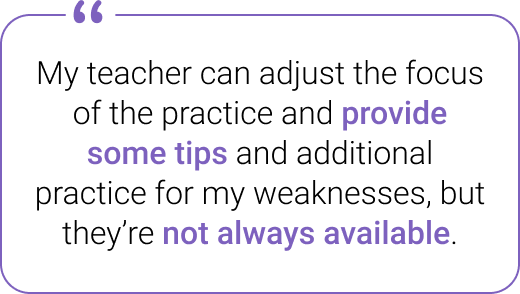 “
My teacher can adjust the focus
of the practice and provide
some tips and additional
practice for my weaknesses, but
they’re not always available.